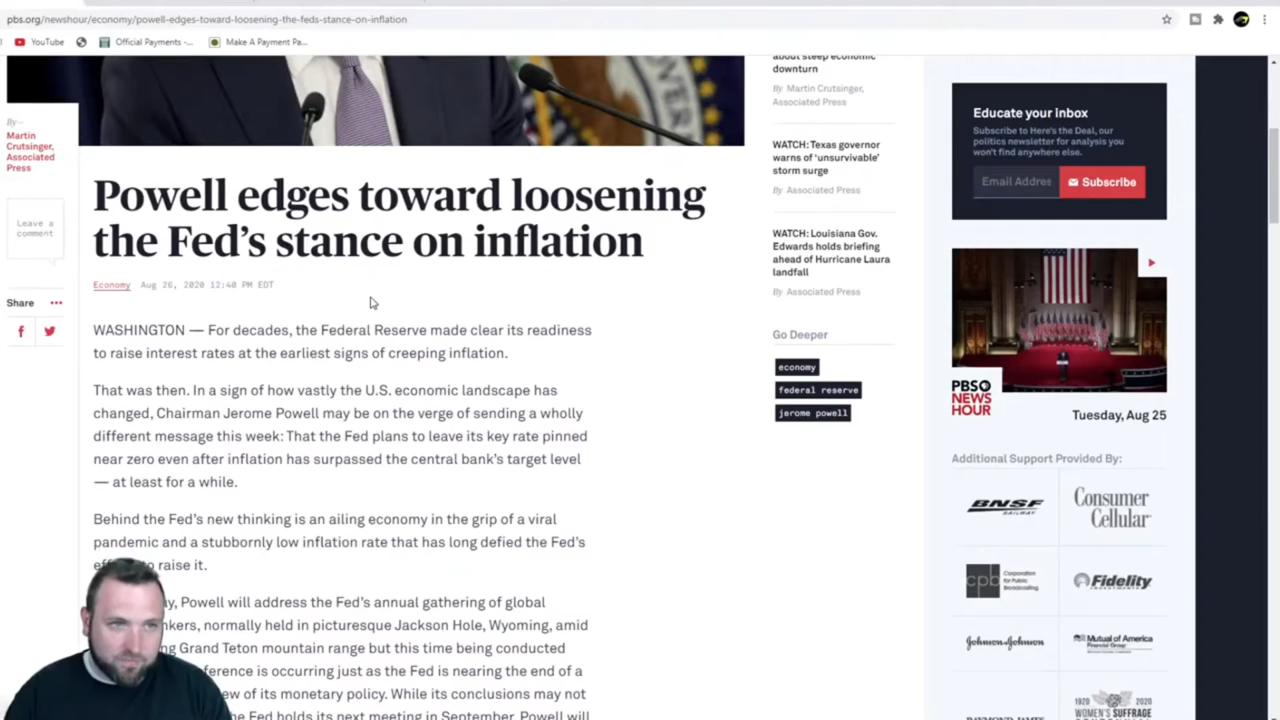 pbs.org/newshour/economy/powell-edges-toward-loosening-the-feds-stance-on-inflation
YouTube
Official Payments -...
Make A Payment Pa...
By—
Martin
Crutsinger,
Associated
Press
Leave a
comment
Share
Powell edges toward loosening
the Fed's stance on inflation
Economy Aug 26, 2020 12:40 PM EDT
WASHINGTON — For decades, the Federal Reserve made clear its readiness
to raise interest rates at the earliest signs of creeping inflation.
That was then. In a sign of how vastly the U.S. economic landscape has
changed, Chairman Jerome Powell may be on the verge of sending a wholly
different message this week: That the Fed plans to leave its key rate pinned
near zero even after inflation has surpassed the central bank's target level
— at least for a while.
Behind the Fed's new thinking is an ailing economy in the grip of a viral
pandemic and a stubbornly low inflation rate that has long defied the Fed's
to raise it.
Powell will address the Fed's annual gathering of global
normally held in picturesque Jackson Hole, Wyoming, amid
Grand Teton mountain range but this time being conducted
is occurring just as the Fed is nearing the end of a
of its monetary policy. While its conclusions may not
Fed holds its next meeting in September, Powell will
about steep economic
downturn
By Martin Crutsinger,
Associated Press
WATCH: Texas governor
warns of 'unsurvivable'
storm surge
By Associated Press
WATCH: Louisiana Gov.
Edwards holds briefing
ahead of Hurricane Laura
landfall
By Associated Press
Go Deeper
economy
federal reserve
jerome powell
Educate your inbox
Subscribe to Here's the Deal, our
politics newsletter for analysis you
won't find anywhere else.
Email Addre
Subscribe
PBS
NEWS
HOUR
Tuesday, Aug 25
Additional Support Provided By:
BNSF
RAILWAY
Consumer
Cellular
cpb
Corporation
for Public
Broadcasting
Fidelity
INVESTMENTS
Johnson & Johnson
Mutual of America
Financial Group
RAYMOND JAMES
1920
2020
WOMEN'S SUFFRAGE